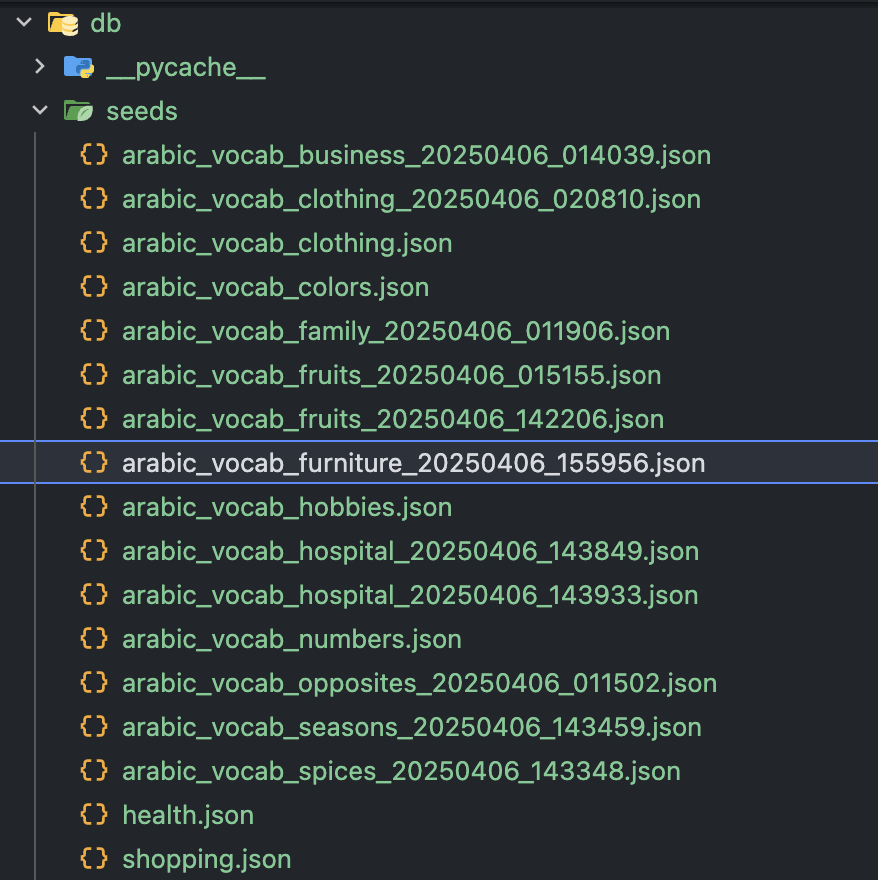 db
__pycache__
seeds
{} arabic_vocab_business_20250406_014039.json
{} arabic_vocab_clothing_20250406_020810.json
{} arabic_vocab_clothing.json
{} arabic_vocab_colors.json
{} arabic_vocab_family_20250406_011906.json
{} arabic_vocab_fruits_20250406_015155.json
{} arabic_vocab_fruits_20250406_142206.json
{} arabic_vocab_furniture_20250406_155956.json
{} arabic_vocab_hobbies.json
{} arabic_vocab_hospital_20250406_143849.json
{} arabic_vocab_hospital_20250406_143933.json
{} arabic_vocab_numbers.json
{} arabic_vocab_opposites_20250406_011502.json
{} arabic_vocab_seasons_20250406_143459.json
{} arabic_vocab_spices_20250406_143348.json
{} health.json
{} shopping.json